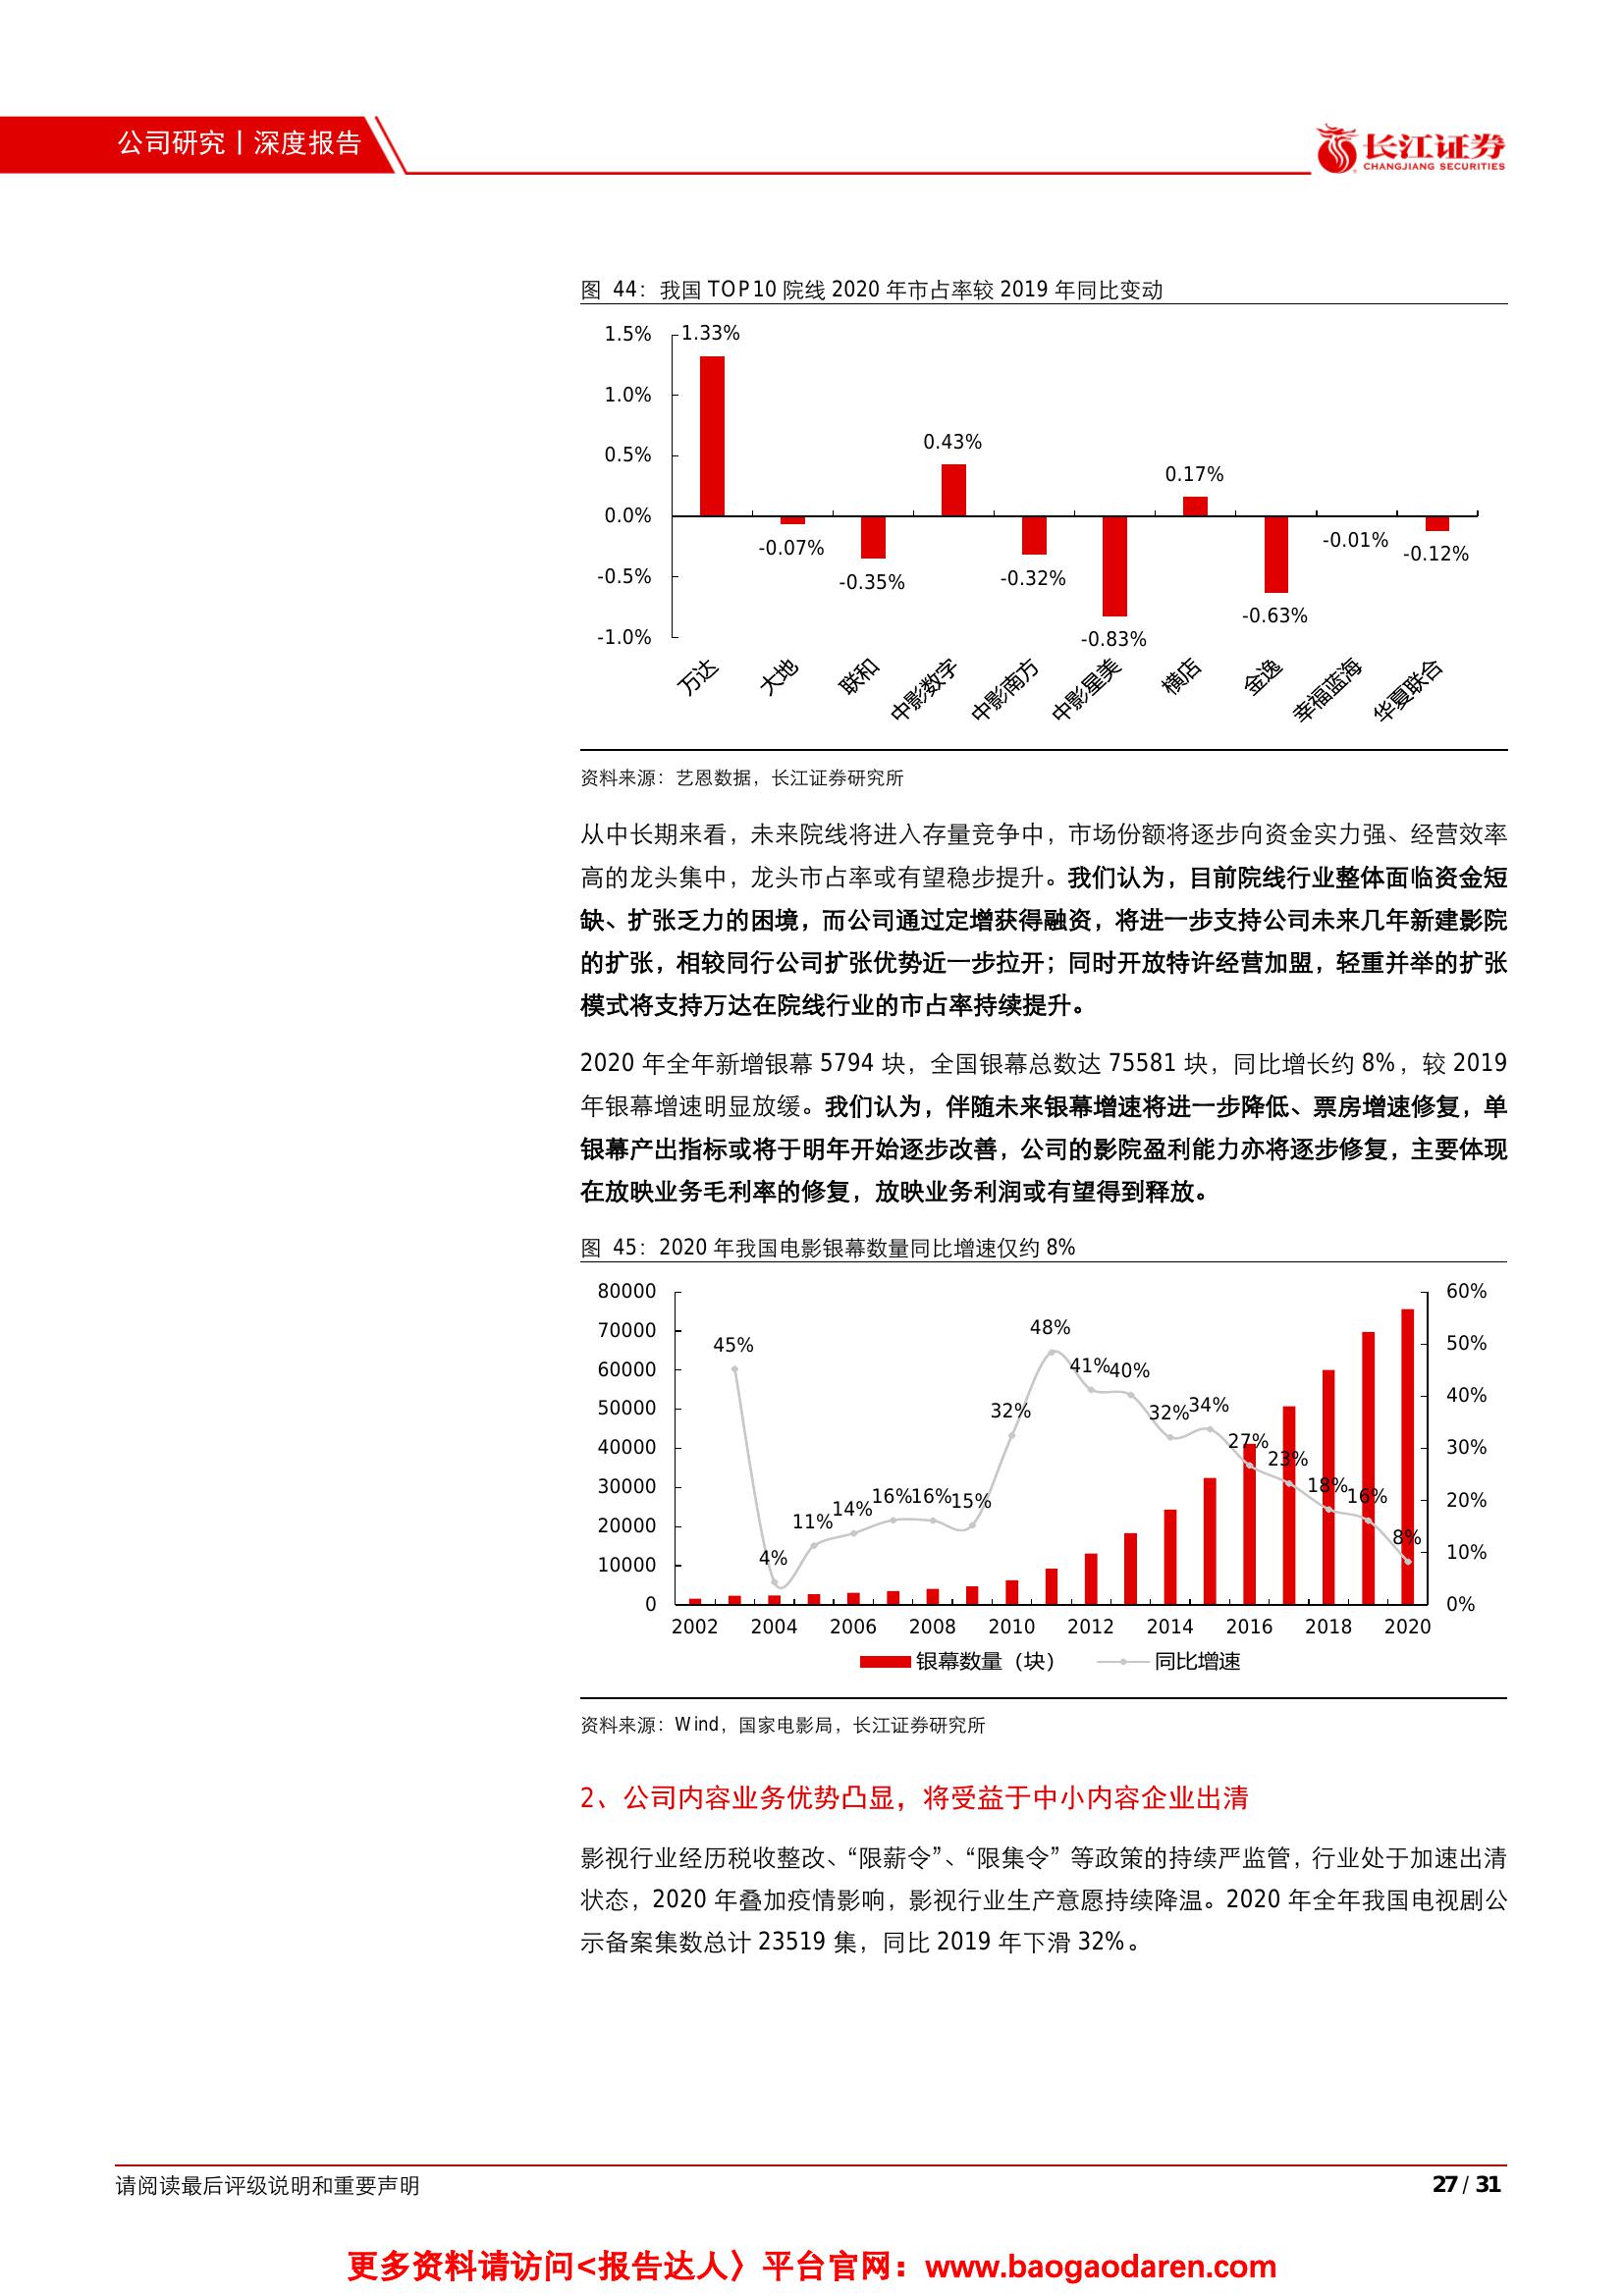 公司研究丨深度报告
长江证券
CHANGJIANG SECURITIES
图 44：我国 TOP10 院线 2020 年市占率较 2019 年同比变动
1.5%
1.0%
0.5%
0.0%
-0.5%
-1.0%
1.33%
-0.07%
-0.35%
0.43%
-0.32%
-0.83%
0.17%
-0.63%
-0.01%
-0.12%
万达
大地
联和
中影数字
中影南方
中影星美
横店
金逸
幸福蓝海
华夏联合
资料来源：艺恩数据，长江证券研究所
从中长期来看，未来院线将进入存量竞争中，市场份额将逐步向资金实力强、经营效率
高的龙头集中，龙头市占率或有望稳步提升。我们认为，目前院线行业整体面临资金短
缺、扩张乏力的困境，而公司通过定增获得融资，将进一步支持公司未来几年新建影院
的扩张，相较同行公司扩张优势近一步拉开；同时开放特许经营加盟，轻重并举的扩张
模式将支持万达在院线行业的市占率持续提升。
2020 年全年新增银幕 5794 块，全国银幕总数达 75581 块，同比增长约 8%，较 2019
年银幕增速明显放缓。我们认为，伴随未来银幕增速将进一步降低、票房增速修复，单
银幕产出指标或将于明年开始逐步改善，公司的影院盈利能力亦将逐步修复，主要体现
在放映业务毛利率的修复，放映业务利润或有望得到释放。
图 45：2020 年我国电影银幕数量同比增速仅约 8%
80000
70000
60000
50000
40000
30000
20000
10000
0
60%
50%
40%
30%
20%
10%
0%
45%
4%
11%
14%
16%
16%
15%
32%
48%
41%
40%
32%
34%
27%
23%
18%
16%
8%
2002 2004 2006 2008 2010 2012 2014 2016 2018 2020
银幕数量（块） 同比增速
资料来源：Wind，国家电影局，长江证券研究所
2、公司内容业务优势凸显，将受益于中小内容企业出清
影视行业经历税收整改、“限薪令”、“限集令” 等政策的持续严监管，行业处于加速出清
状态，2020 年叠加疫情影响，影视行业生产意愿持续降温。2020 年全年我国电视剧公
示备案集数总计 23519 集，同比 2019 年下滑 32%。
请阅读最后评级说明和重要声明
27 / 31
更多资料请访问<报告达人〉平台官网：www.baogaodaren.com